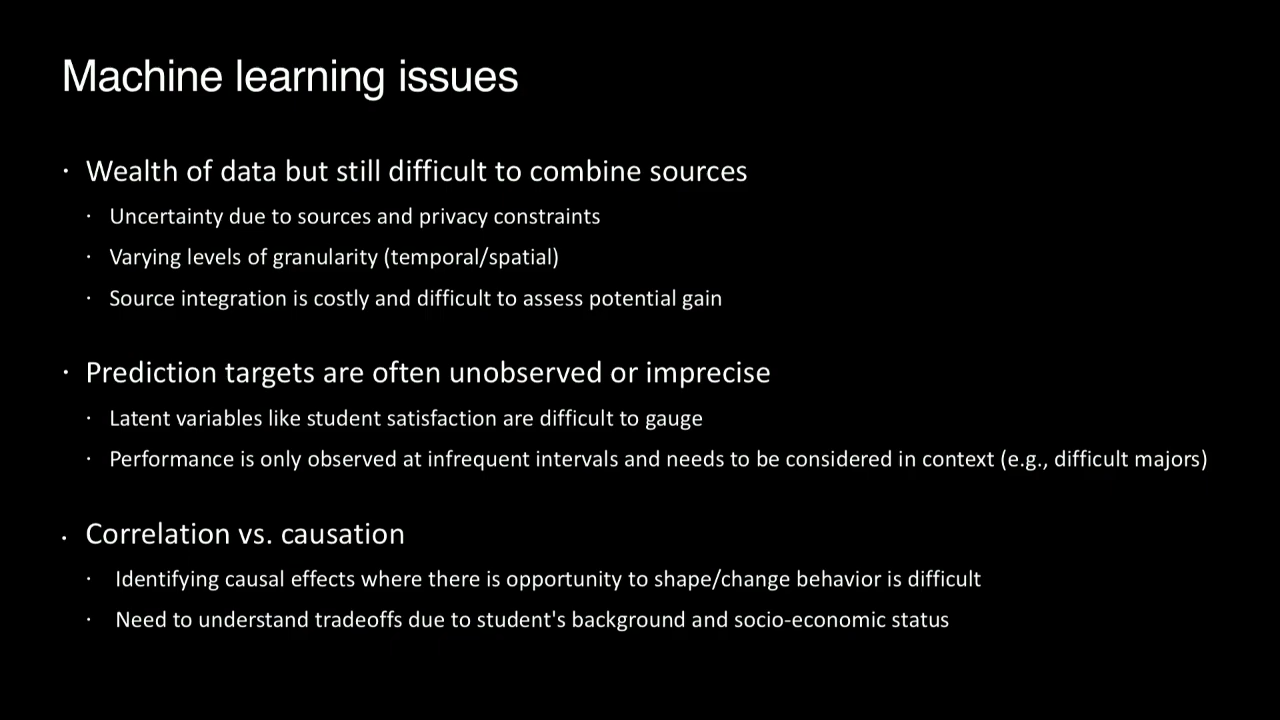 Machine learning issues
· Wealth of data but still difficult to combine sources
· Uncertainty due to sources and privacy constraints
· Varying levels of granularity (temporal/spatial)
· Source integration is costly and difficult to assess potential gain
· Prediction targets are often unobserved or imprecise
· Latent variables like student satisfaction are difficult to gauge
· Performance is only observed at infrequent intervals and needs to be considered in context (e.g., difficult majors)
· Correlation vs. causation
· Identifying causal effects where there is opportunity to shape/change behavior is difficult
· Need to understand tradeoffs due to student's background and socio-economic status